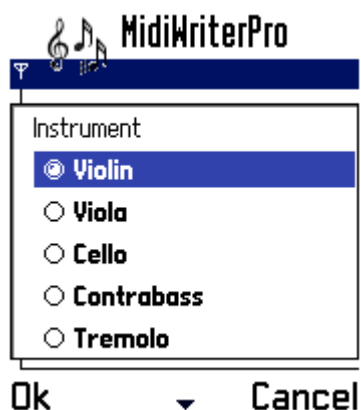 MidiWriterPro
Instrument
Violin
Viola
Cello
Contrabass
Tremolo
Ok Cancel